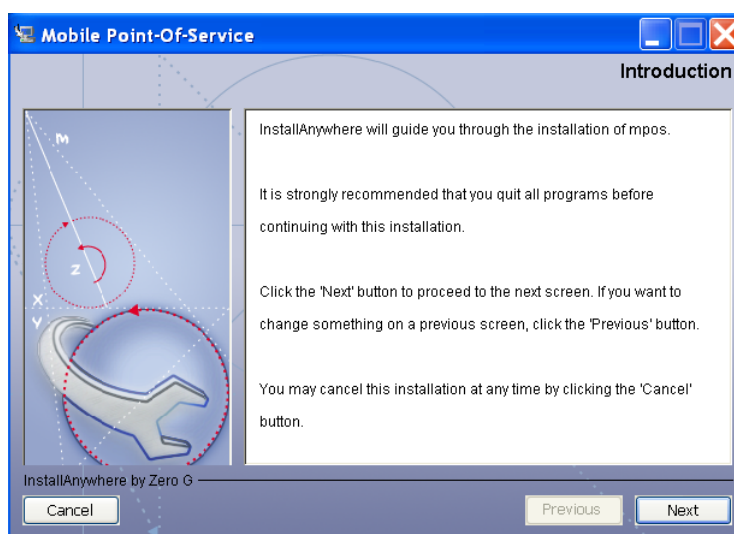 Mobile Point-Of-Service
Introduction
M
Z
X
Y
InstallAnywhere will guide you through the installation of mpos.
It is strongly recommended that you quit all programs before
continuing with this installation.
Click the 'Next' button to proceed to the next screen. If you want to
change something on a previous screen, click the 'Previous' button.
You may cancel this installation at any time by clicking the 'Cancel'
button.
InstallAnywhere by Zero G
Cancel
Previous
Next